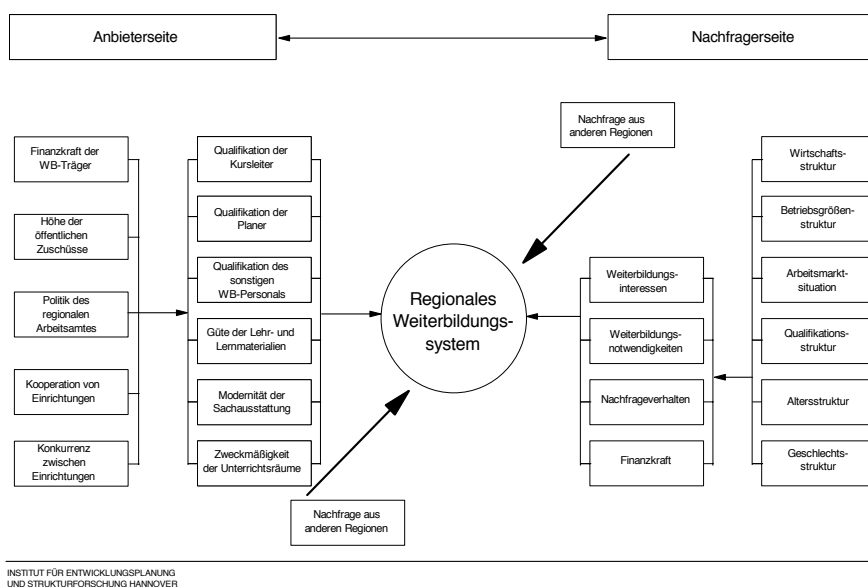 Anbieterseite
Nachfragerseite
Nachfrage aus
anderen Regionen
Finanzkraft der
WB-Träger
Höhe der
öffentlichen
Zuschüsse
Politik des
regionalen
Arbeitsamtes
Kooperation von
Einrichtungen
Konkurrenz
zwischen
Einrichtungen
Qualifikation der
Kursleiter
Qualifikation der
Planer
Qualifikation des
sonstigen
WB-Personals
Güte der Lehr- und
Lernmaterialien
Modernität der
Sachausstattung
Zweckmäßigkeit
der Unterrichtsräume
Regionales
Weiterbildungs-
system
Weiterbildungs-
interessen
Weiterbildungs-
notwendigkeiten
Nachfrageverhalten
Finanzkraft
Wirtschafts-
struktur
Betriebsgrößen-
struktur
Arbeitsmarkt-
situation
Qualifikations-
struktur
Altersstruktur
Geschlechts-
struktur
Nachfrage aus
anderen Regionen
INSTITUT FÜR ENTWICKLUNGSPLANUNG
UND STRUKTURFORSCHUNG HANNOVER